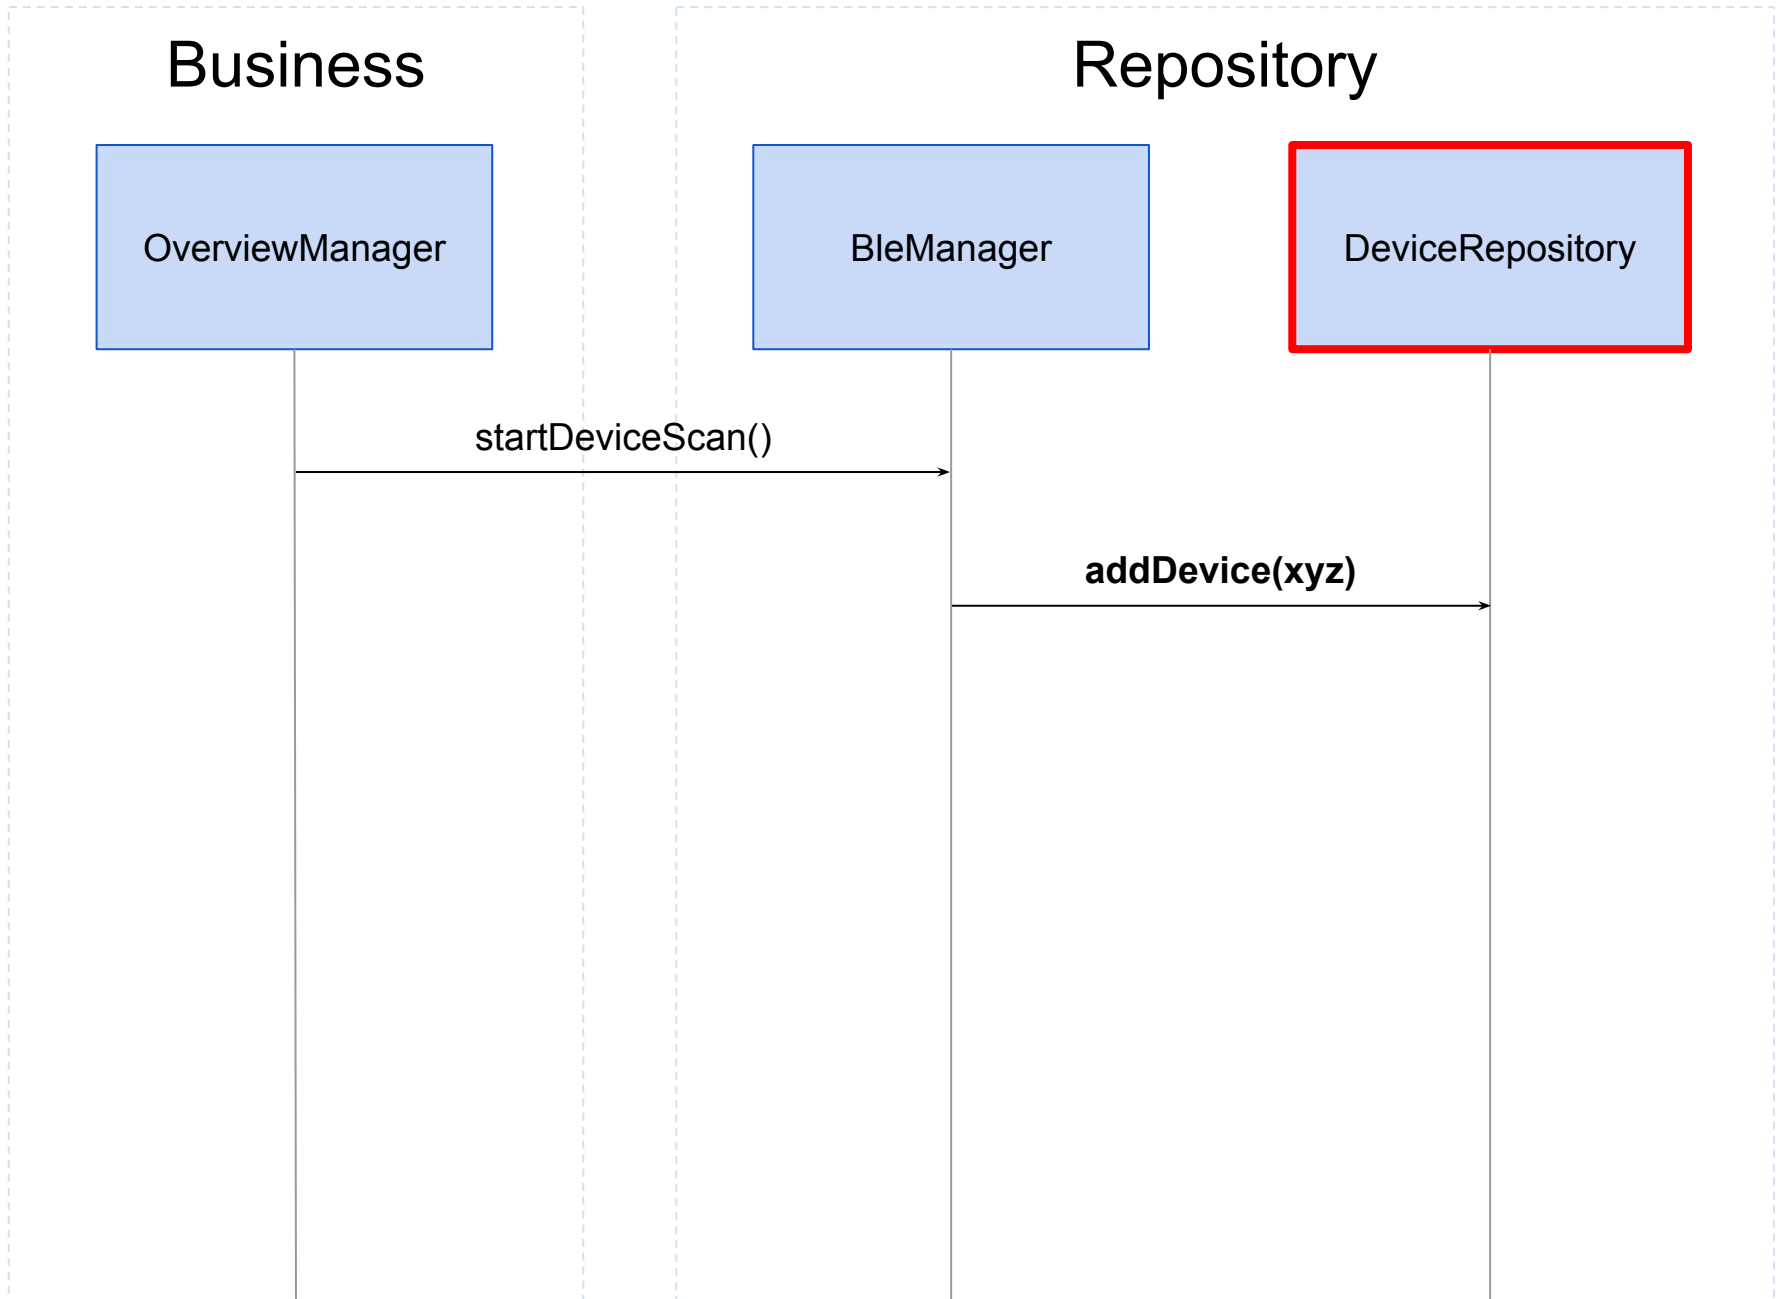 Business
Repository
OverviewManager
BleManager
DeviceRepository
startDeviceScan()
addDevice(xyz)